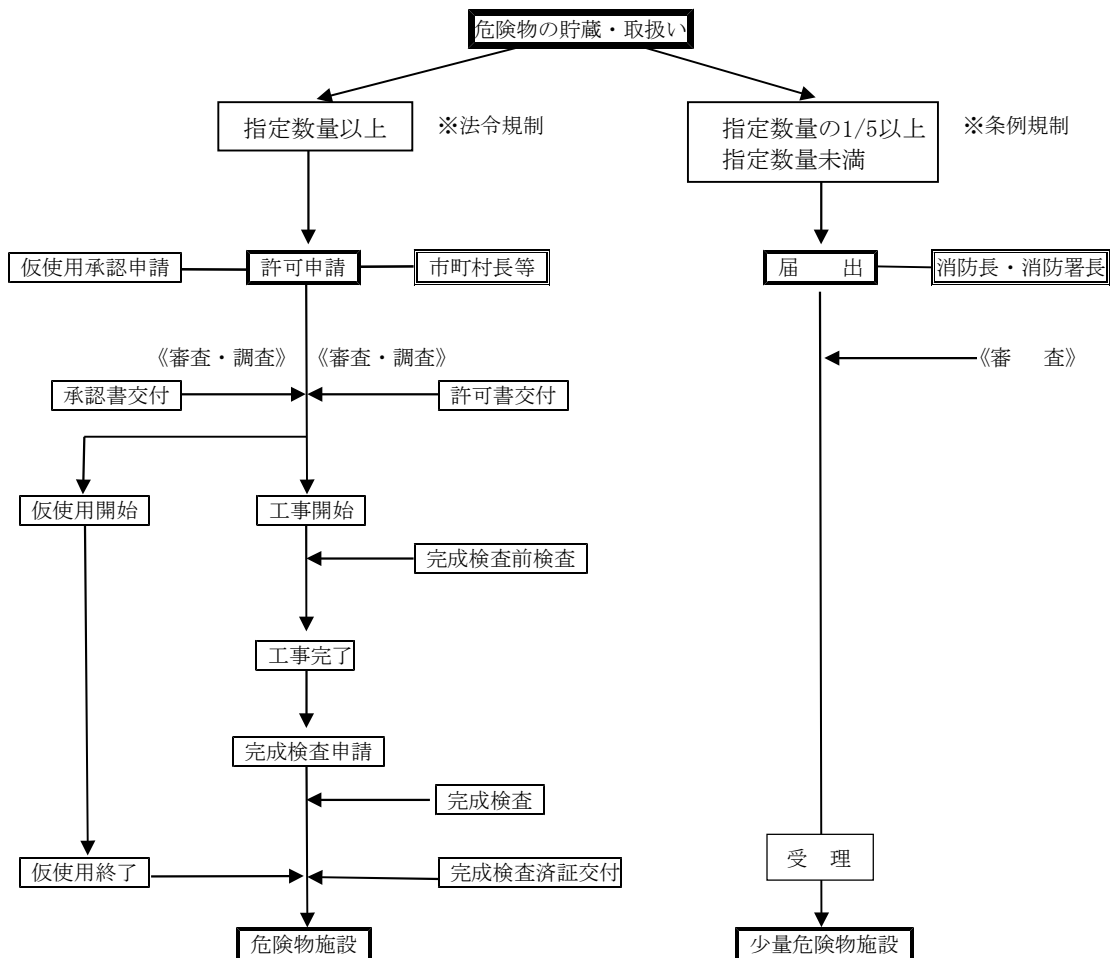 危険物の貯蔵・取扱い
指定数量以上
※法令規制
指定数量の1/5以上
指定数量未満
※条例規制
仮使用承認申請
許可申請
市町村長等
届　　出
消防長・消防署長
《審査・調査》
《審査・調査》
《審　査》
承認書交付
許可書交付
仮使用開始
工事開始
完成検査前検査
工事完了
完成検査申請
完成検査
受　理
仮使用終了
完成検査済証交付
危険物施設
少量危険物施設